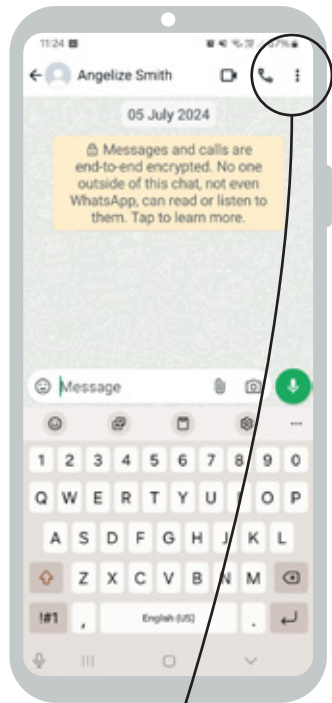 11:24
57%
Angelize Smith
05 July 2024
Messages and calls are
end-to-end encrypted. No one
outside of this chat, not even
WhatsApp, can read or listen to
them. Tap to learn more.
Message
1 2 3 4 5 6 7 8 9 0
Q W E R T Y U I O P
A S D F G H J K L
Z X C V B N M
!#1 , English (US) .